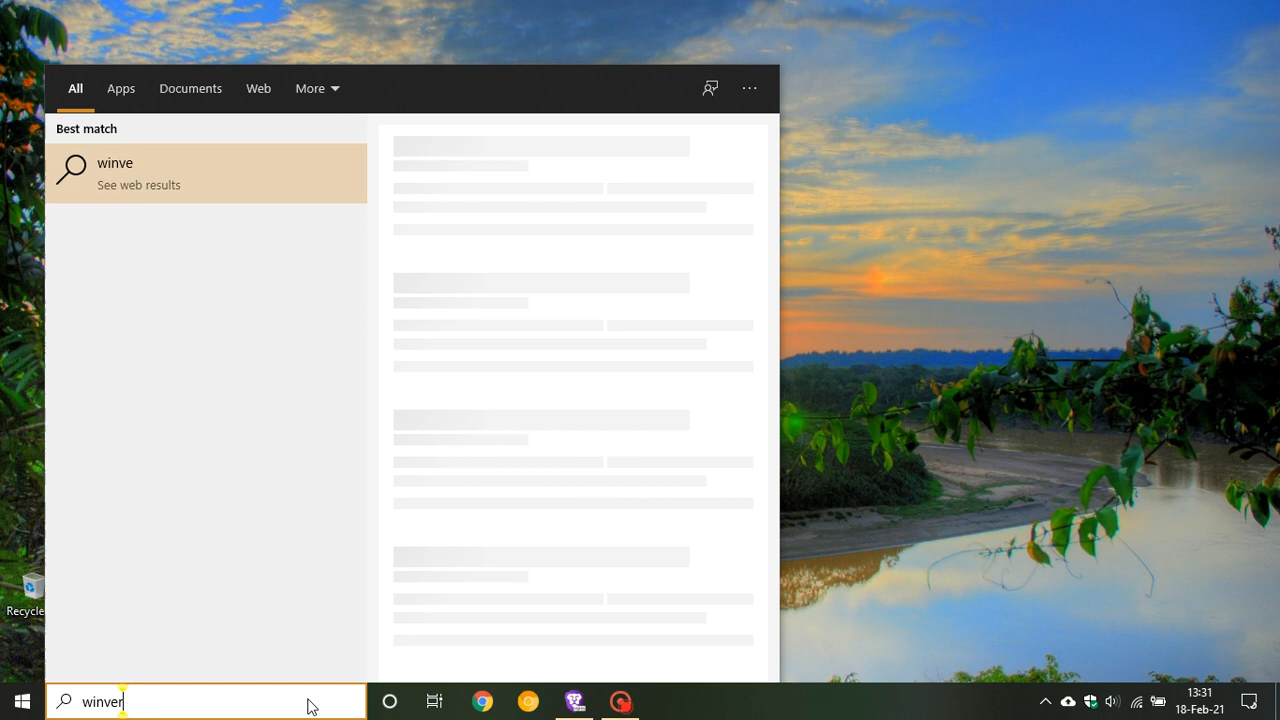 All Apps Documents Web More
Best match
winve
See web results
Recycle
winver
13:31
18-Feb-21